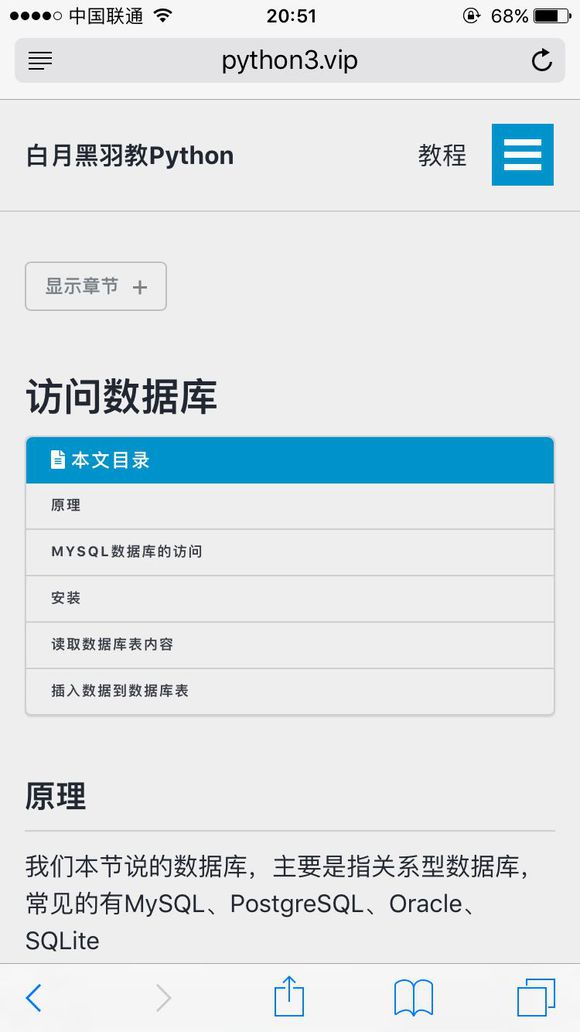 中国联通 20:51 68%
python3.vip
白月黑羽教Python 教程
显示章节 +
访问数据库
本文目录
原理
MYSQL数据库的访问
安装
读取数据库表内容
插入数据到数据库表
原理
我们本节说的数据库，主要是指关系型数据库，
常见的有MySQL、PostgreSQL、Oracle、
SQLite